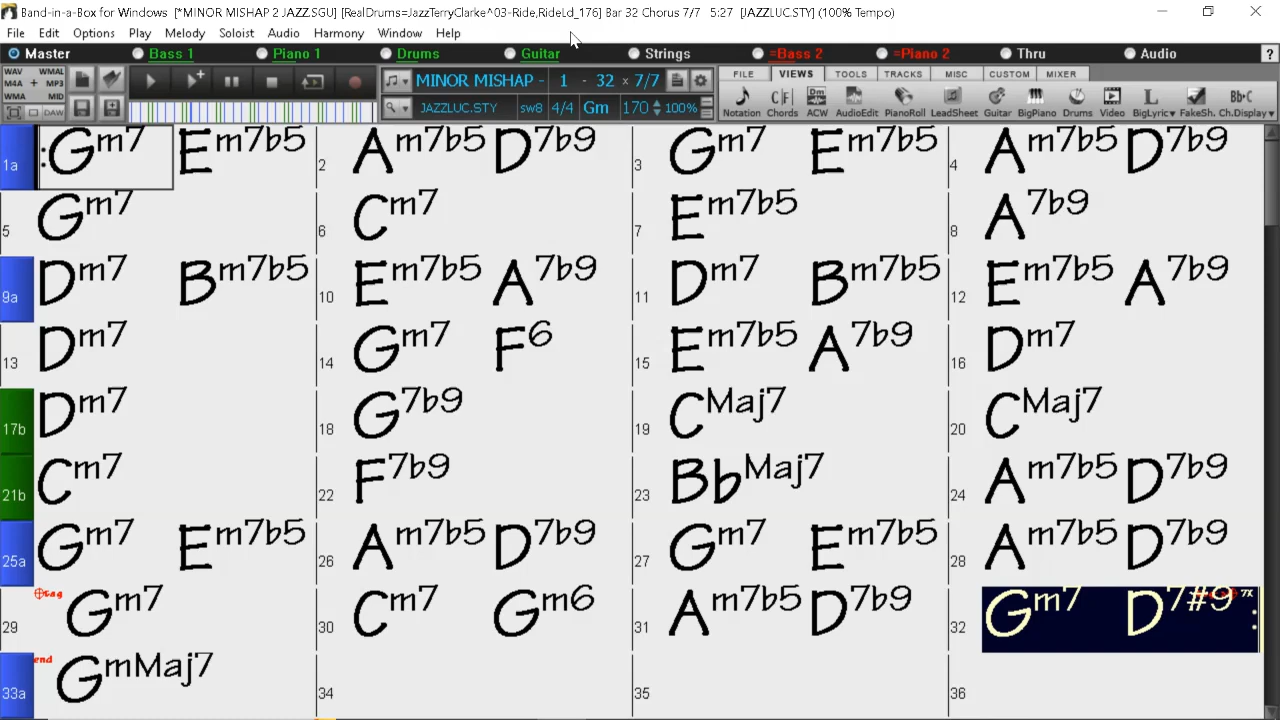 Band-in-a-Box for Windows [*MINOR MISHAP 2 JAZZ.SGU] [RealDrums=JazzTerryClarke^03-Ride,RideLd_176] Bar 32 Chorus 7/7 5:27 [JAZZLUC.STY] (100% Tempo)
File Edit Options Play Melody Soloist Audio Harmony Window Help
Master Bass 1 Piano 1 Drums Guitar Strings =Bass 2 =Piano 2 Thru Audio ?
WAV WMAL
M4A + MP3
WMA MID
DAW
MINOR MISHAP - 1 - 32 x 7/7
JAZZLUC.STY sw8 4/4 Gm 170 100%
FILE VIEWS TOOLS TRACKS MISC CUSTOM MIXER
Notation Chords ACW AudioEdit PianoRoll LeadSheet Guitar BigPiano Drums Video BigLyric FakeSh. Ch.Display
1a :Gm7 Em7b5 2 Am7b5 D7b9 3 Gm7 Em7b5 4 Am7b5 D7b9
5 Gm7 6 Cm7 7 Em7b5 8 A7b9
9a Dm7 Bm7b5 10 Em7b5 A7b9 11 Dm7 Bm7b5 12 Em7b5 A7b9
13 Dm7 14 Gm7 F6 15 Em7b5 A7b9 16 Dm7
17b Dm7 18 G7b9 19 CMaj7 20 CMaj7
21b Cm7 22 F7b9 23 BbMaj7 24 Am7b5 D7b9
25a Gm7 Em7b5 26 Am7b5 D7b9 27 Gm7 Em7b5 28 Am7b5 D7b9
29 tag Gm7 30 Cm7 Gm6 31 Am7b5 D7b9 32 Gm7 D7#9 7x :
33a end GmMaj7 34 35 36